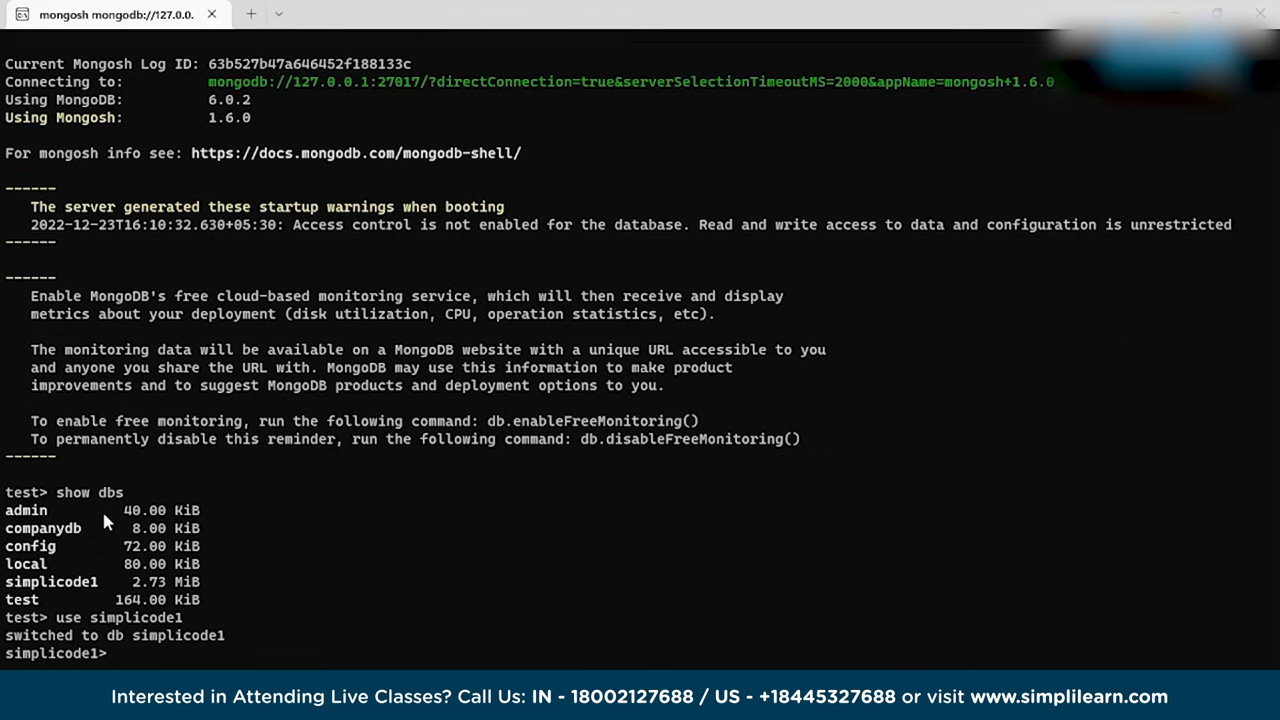 mongosh mongodb://127.0.0.
Current Mongosh Log ID: 63b527b47a646452f188133c
Connecting to: mongodb://127.0.0.1:27017/?directConnection=true&serverSelectionTimeoutMS=2000&appName=mongosh+1.6.0
Using MongoDB: 6.0.2
Using Mongosh: 1.6.0
For mongosh info see: https://docs.mongodb.com/mongodb-shell/
------
The server generated these startup warnings when booting
2022-12-23T16:10:32.630+05:30: Access control is not enabled for the database. Read and write access to data and configuration is unrestricted
------
------
Enable MongoDB's free cloud-based monitoring service, which will then receive and display
metrics about your deployment (disk utilization, CPU, operation statistics, etc).
The monitoring data will be available on a MongoDB website with a unique URL accessible to you
and anyone you share the URL with. MongoDB may use this information to make product
improvements and to suggest MongoDB products and deployment options to you.
To enable free monitoring, run the following command: db.enableFreeMonitoring()
To permanently disable this reminder, run the following command: db.disableFreeMonitoring()
------
test> show dbs
admin 40.00 KiB
companydb 8.00 KiB
config 72.00 KiB
local 80.00 KiB
simplicode1 2.73 MiB
test 164.00 KiB
test> use simplicode1
switched to db simplicode1
simplicode1>
Interested in Attending Live Classes? Call Us: IN - 18002127688 / US - +18445327688 or visit www.simplilearn.com